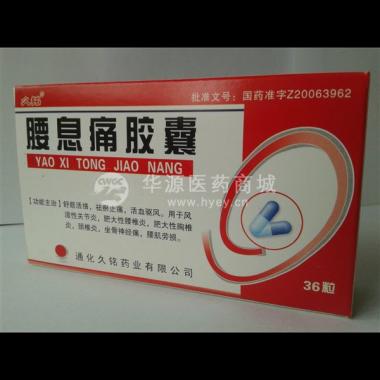 久铭
批准文号：国药准字Z20063962
腰息痛胶囊
YAO XI TONG JIAO NANG
CWGC 华源医药商城
www.hyey.cn
【功能主治】舒筋活络，祛瘀止痛，活血驱风。用于风
湿性关节炎，肥大性腰椎炎，肥大性胸椎
炎，颈椎炎，坐骨神经痛，腰肌劳损。
通化久铭药业有限公司
36粒